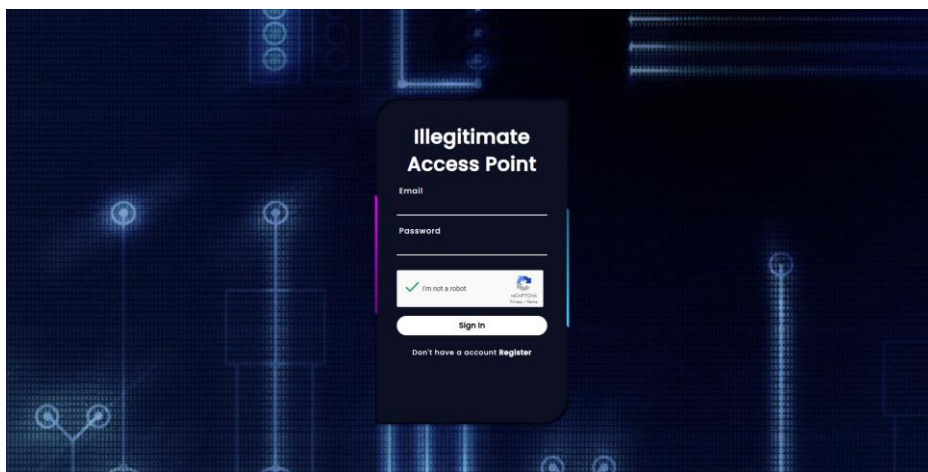 Illegitimate
Access Point
Email
Password
I'm not a robot
reCAPTCHA
Privacy - Terms
Sign In
Don't have a account Register